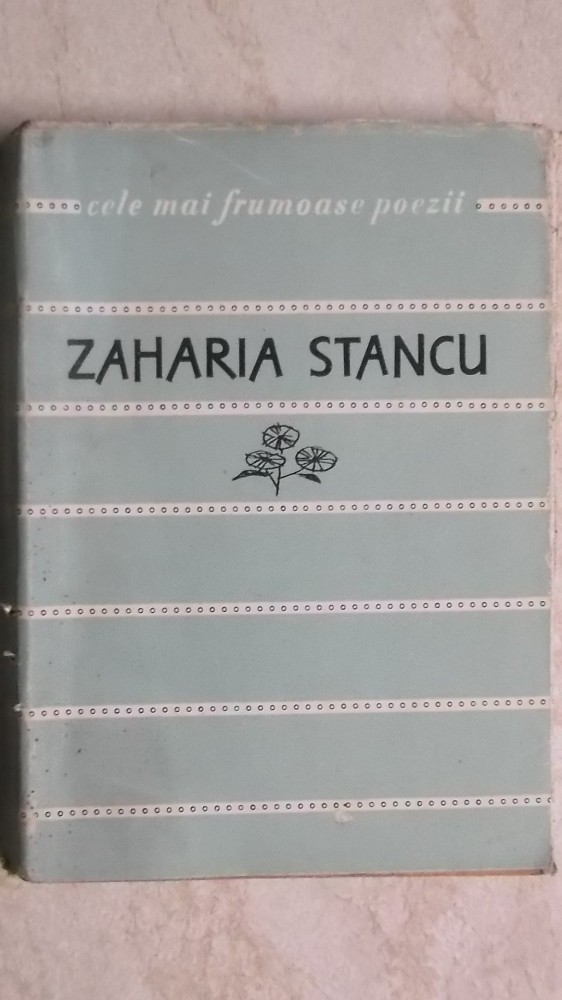 cele mai frumoase poezii
ZAHARIA STANCU